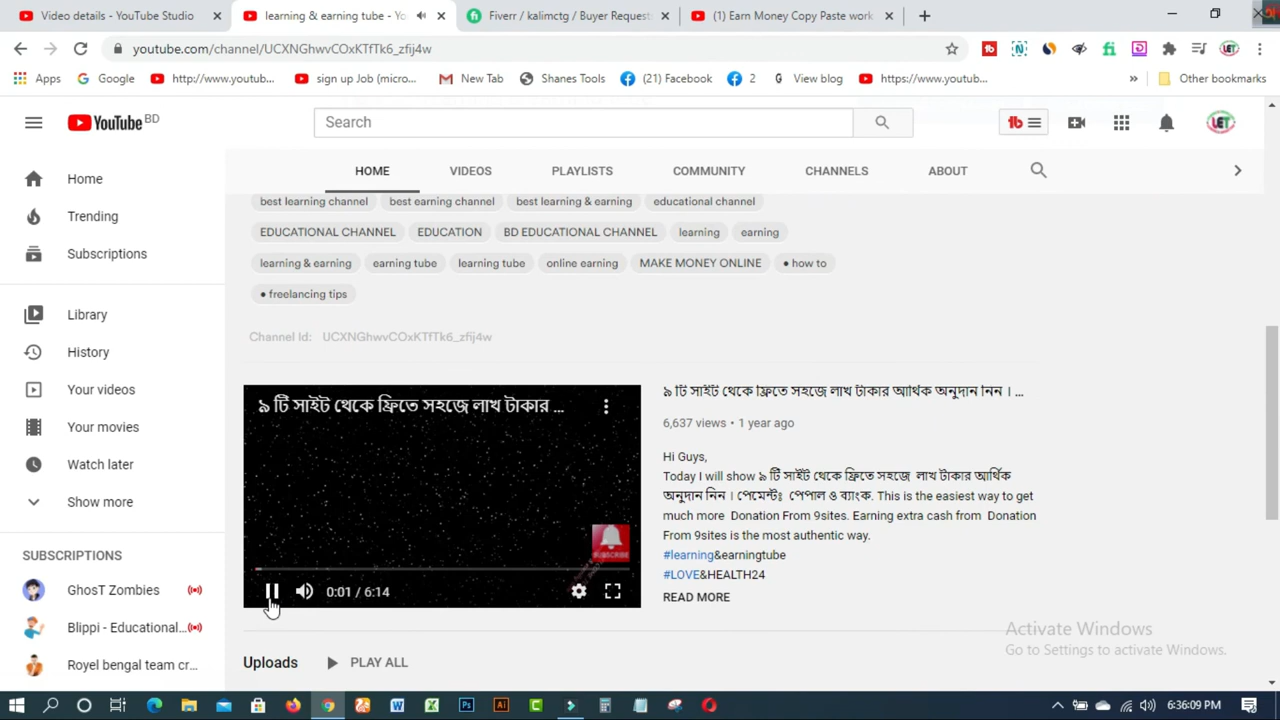 Video details - YouTube Studio
learning & earning tube - Yo
Fiverr / kalimctg / Buyer Request
(1) Earn Money Copy Paste work
youtube.com/channel/UCXNGhwvCOxKTfTk6_zfij4w
Apps
Google
http://www.youtub...
sign up Job (micro...
New Tab
Shanes Tools
(21) Facebook
2
View blog
https://www.youtub...
»
Other bookmarks
YouTube BD
Search
LET
HOME
VIDEOS
PLAYLISTS
COMMUNITY
CHANNELS
ABOUT
Home
Trending
Subscriptions
Library
History
Your videos
Your movies
Watch later
Show more
SUBSCRIPTIONS
GhosT Zombies
Blippi - Educational...
Royel bengal team cr...
best learning channel
best earning channel
best learning & earning
educational channel
EDUCATIONAL CHANNEL
EDUCATION
BD EDUCATIONAL CHANNEL
learning
earning
learning & earning
earning tube
learning tube
online earning
MAKE MONEY ONLINE
• how to
• freelancing tips
Channel Id: UCXNGhwvCOxKTfTk6_zfij4w
৯ টি সাইট থেকে ফ্রিতে সহজে লাখ টাকার ...
SUBSCRIBE
0:01 / 6:14
৯ টি সাইট থেকে ফ্রিতে সহজে লাখ টাকার আর্থিক অনুদান নিন । ...
6,637 views • 1 year ago
Hi Guys,
Today I will show ৯ টি সাইট থেকে ফ্রিতে সহজে লাখ টাকার আর্থিক
অনুদান নিন । পেমেন্টঃ পেপাল ও ব্যাংক. This is the easiest way to get
much more Donation From 9sites. Earning extra cash from Donation
From 9sites is the most authentic way.
#learning&earningtube
#LOVE&HEALTH24
READ MORE
Uploads
PLAY ALL
Activate Windows
Go to Settings to activate Windows.
6:36:09 PM